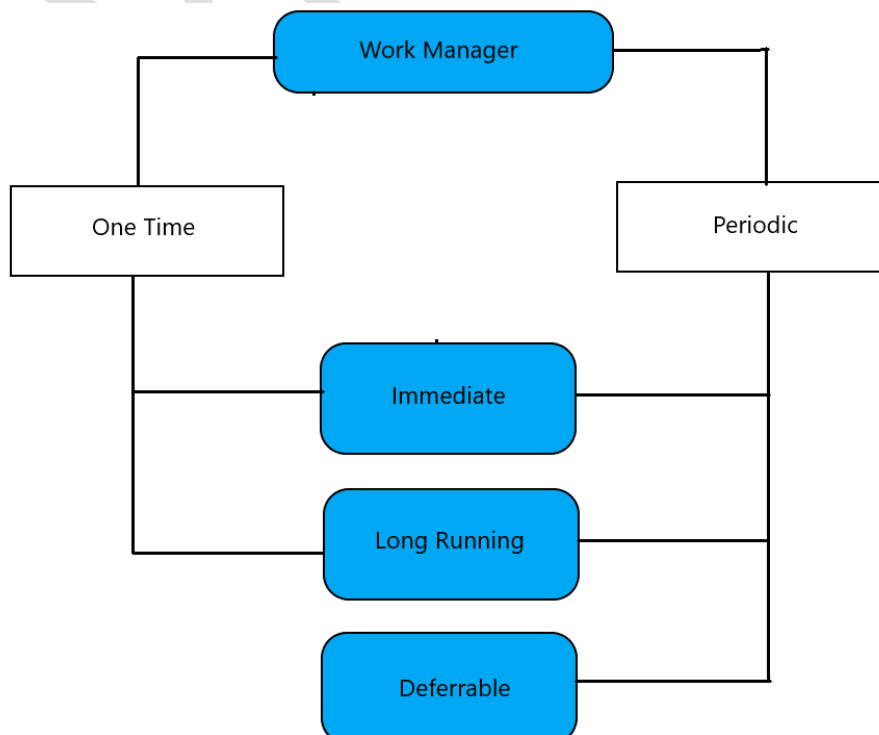 Work Manager
One Time
Periodic
Immediate
Long Running
Deferrable